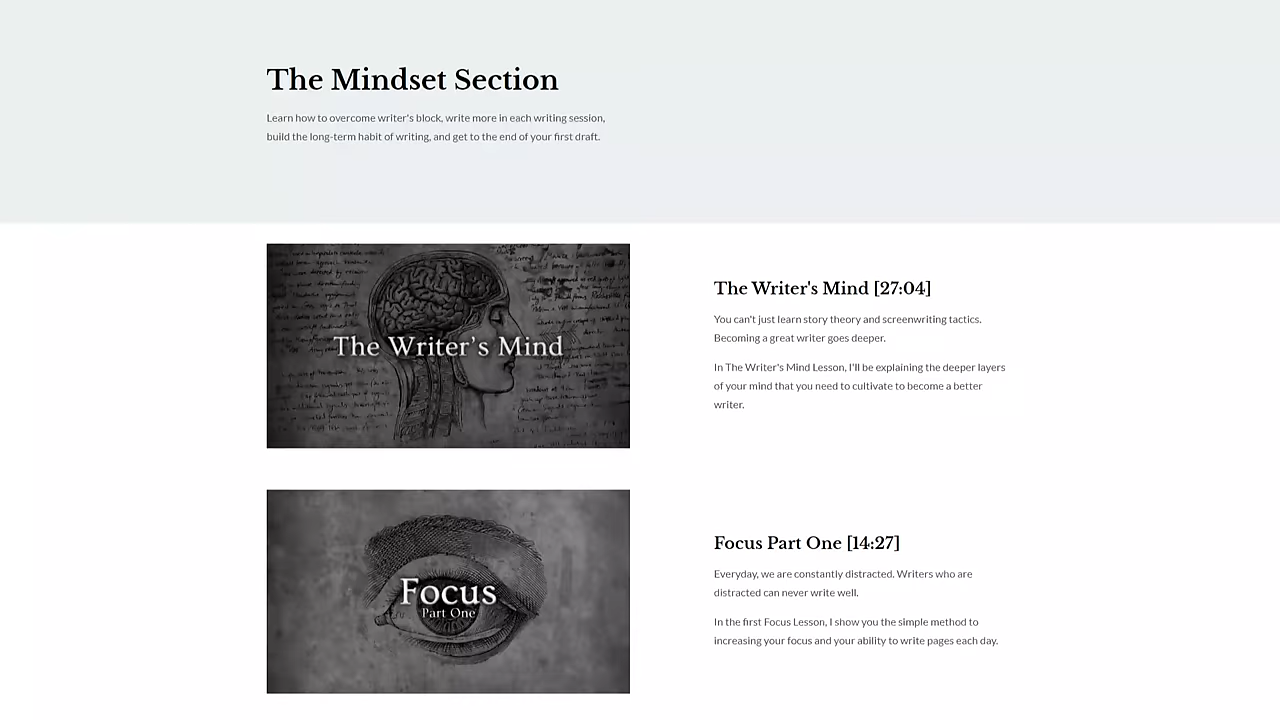 The Mindset Section
Learn how to overcome writer's block, write more in each writing session,
build the long-term habit of writing, and get to the end of your first draft.
The Writer's Mind
The Writer's Mind [27:04]
You can't just learn story theory and screenwriting tactics.
Becoming a great writer goes deeper.
In The Writer's Mind Lesson, I'll be explaining the deeper layers
of your mind that you need to cultivate to become a better
writer.
Focus
Part One
Focus Part One [14:27]
Everyday, we are constantly distracted. Writers who are
distracted can never write well.
In the first Focus Lesson, I show you the simple method to
increasing your focus and your ability to write pages each day.